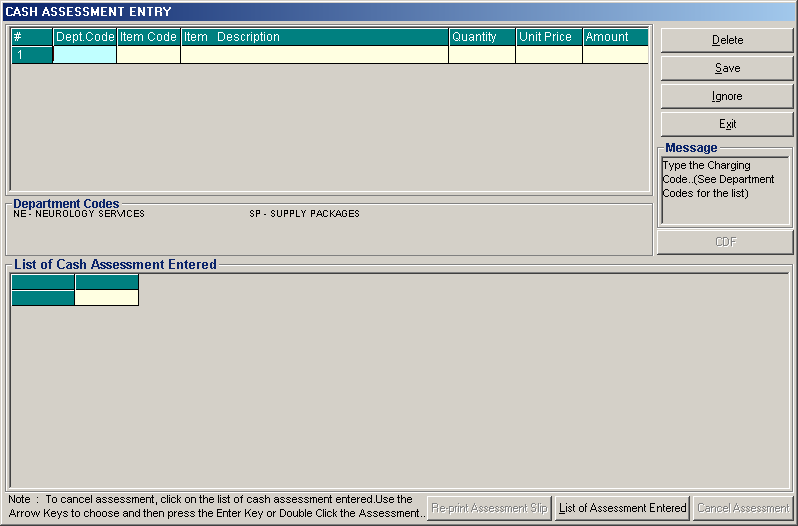 CASH ASSESSMENT ENTRY
# Dept.Code Item Code Item Description Quantity Unit Price Amount
1
Delete
Save
Ignore
Exit
Message
Type the Charging
Code..(See Department
Codes for the list)
CDF
Department Codes
NE - NEUROLOGY SERVICES SP - SUPPLY PACKAGES
List of Cash Assessment Entered
Note : To cancel assessment, click on the list of cash assessment entered.Use the
Arrow Keys to choose and then press the Enter Key or Double Click the Assessment..
Re-print Assessment Slip List of Assessment Entered Cancel Assessment